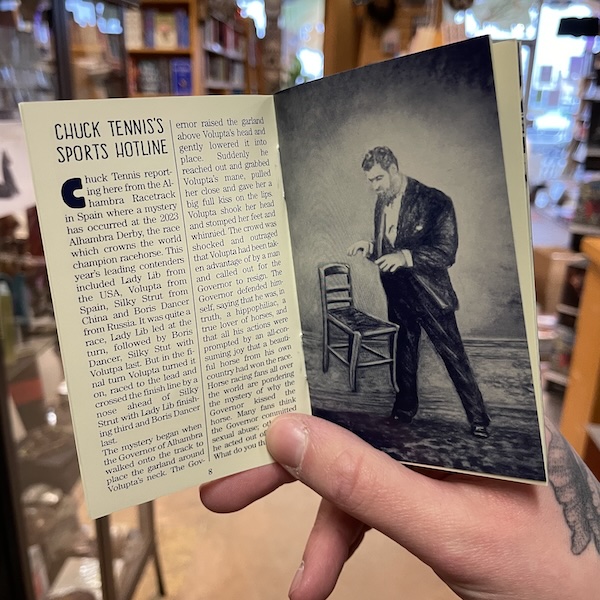 CHUCK TENNIS'S
SPORTS HOTLINE
Chuck Tennis report-
ing here from the Al-
hambra Racetrack
in Spain where a mystery
has occurred at the 2023
Alhambra Derby, the race
which crowns the world
champion racehorse. This
year's leading contenders
included Lady Lib from
the USA, Volupta from
Spain, Silky Strut from
China and Boris Dancer
from Russia. It was quite a
race, Lady Lib led at the
turn, followed by Boris
Dancer, Silky Stut with
Volutpa last. But in the fi-
nal turn Volupta turned it
on, raced to the lead and
crossed the finish line by a
nose ahead of Silky
Strut with Lady Lib finish-
ing third and Boris Dancer
last.
The mystery began when
the Governor of Alhambra
walked onto the track to
place the garland around
Volupta's neck. The Gov-
ernor raised the garland
above Volupta's head and
gently lowered it into
place. Suddenly he
reached out and grabbed
Volupta's mane, pulled
her close and gave her a
big full kiss on the lips.
Volupta shook her head
and stomped her feet and
whinnied. The crowd was
shocked and outraged
that Volupta had been tak-
en advantage of by a man
and called out for the
Governor to resign. The
Governor defended him-
self, saying that he was, in
truth, a hippophiliac, a
true lover of horses, and
that all his actions were
prompted by an all-con-
suming joy that a beauti-
ful horse from his own
country had won the race.
Horse racing fans all over
the world are pondering
the mystery of why the
Governor kissed the
horse. Many fans think
the Governor committed
sexual abuse;
he acted out of
What do you
8